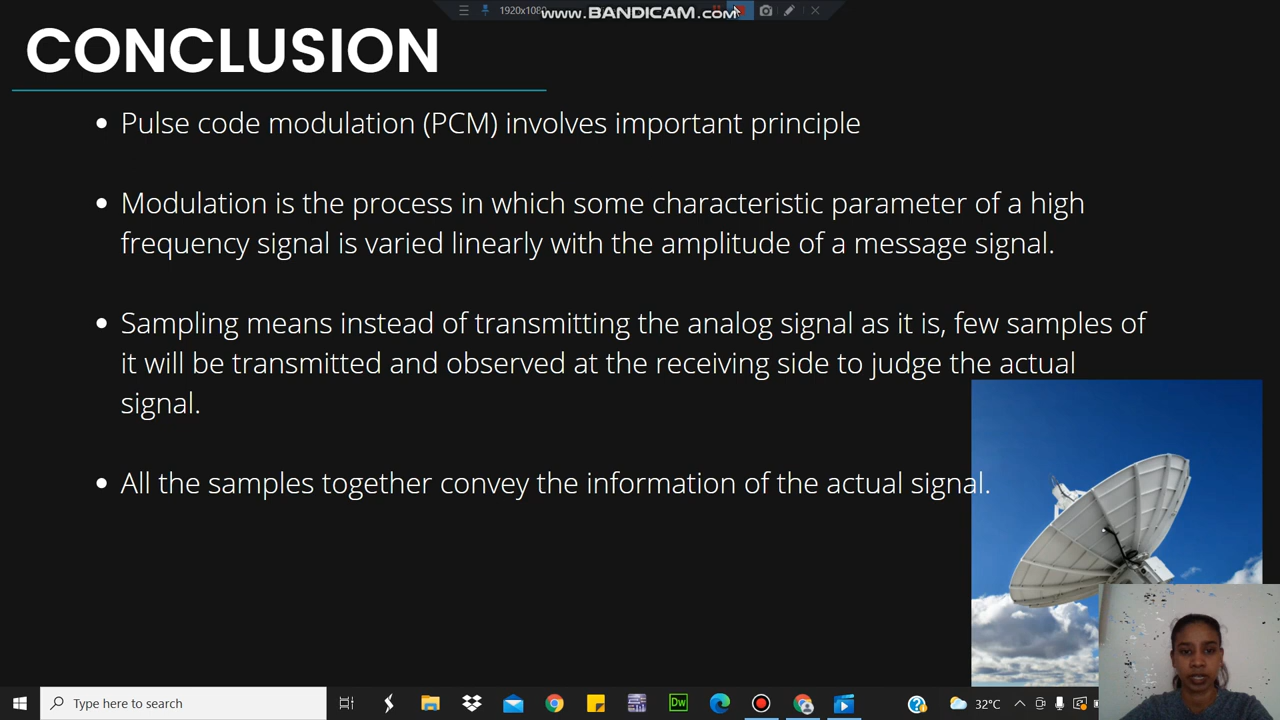 1920x1080
www.BANDICAM.com
CONCLUSION
• Pulse code modulation (PCM) involves important principle
• Modulation is the process in which some characteristic parameter of a high
frequency signal is varied linearly with the amplitude of a message signal.
• Sampling means instead of transmitting the analog signal as it is, few samples of
it will be transmitted and observed at the receiving side to judge the actual
signal.
• All the samples together convey the information of the actual signal.
Type here to search
Dw
32°C